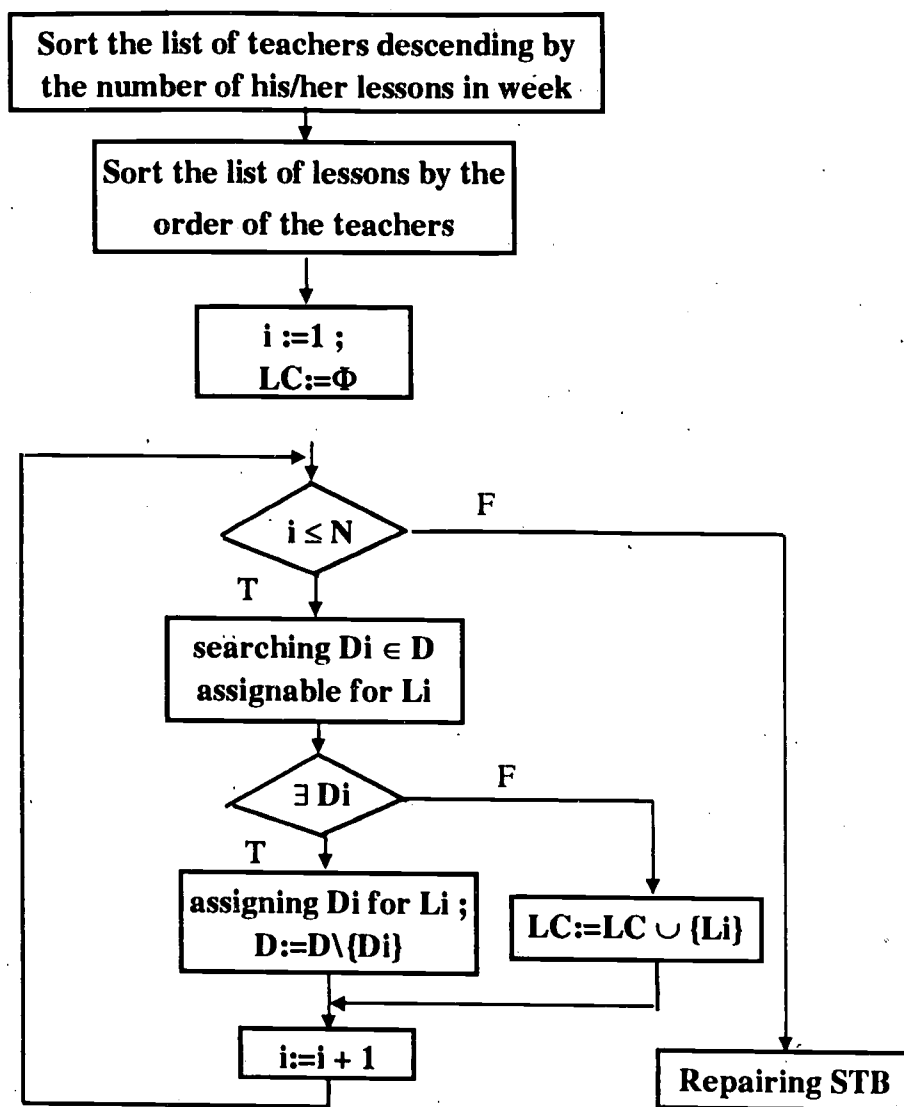 Sort the list of teachers descending by
the number of his/her lessons in week
Sort the list of lessons by the
order of the teachers
i :=1 ;
LC:=Φ
i ≤ N
F
T
searching Di ∈ D
assignable for Li
∃ Di
F
T
assigning Di for Li ;
D:=D\{Di}
LC:=LC ∪ {Li}
i:=i + 1
Repairing STB